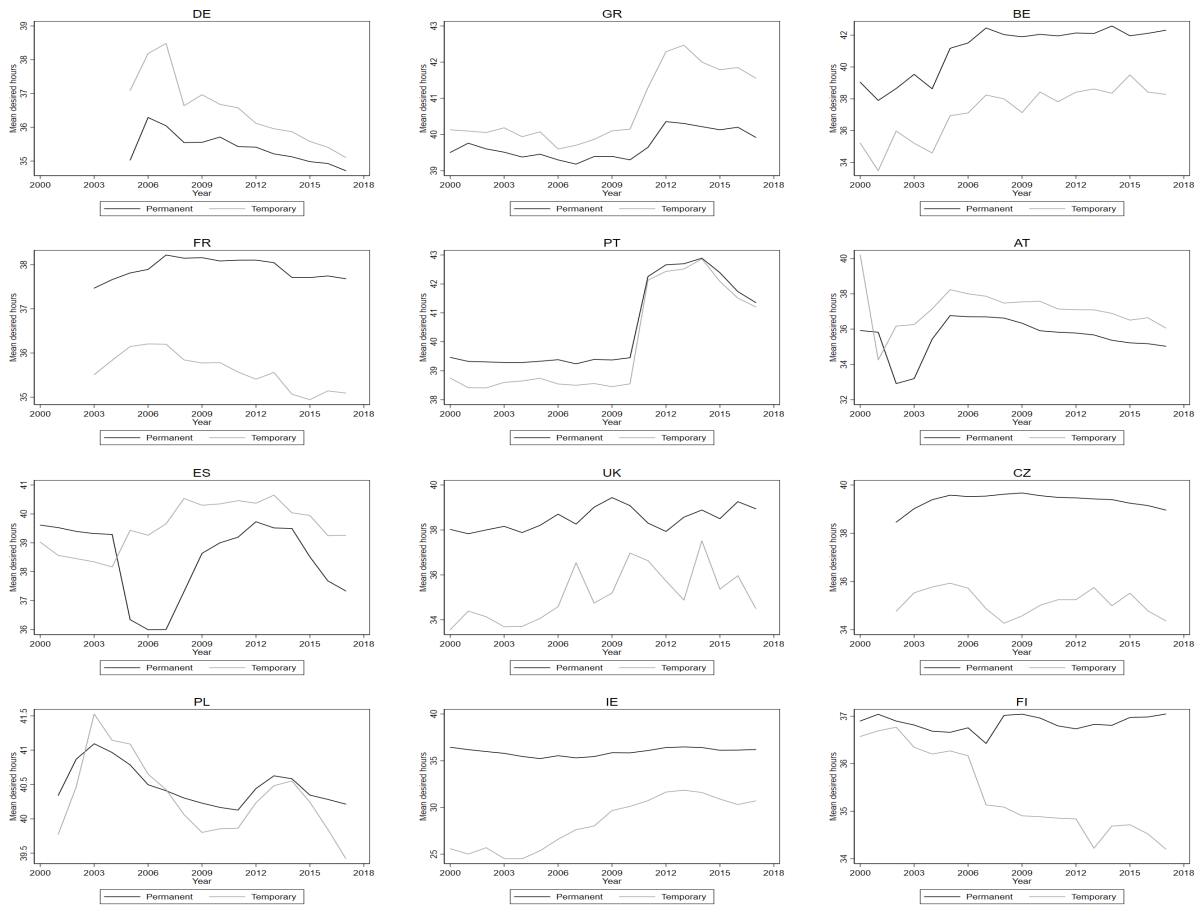 DE
Mean desired hours
39
38
37
36
35
2000 2003 2006 2009 2012 2015 2018
Year
Permanent Temporary
GR
Mean desired hours
43
42
41
40
39
2000 2003 2006 2009 2012 2015 2018
Year
Permanent Temporary
BE
Mean desired hours
42
40
38
36
34
2000 2003 2006 2009 2012 2015 2018
Year
Permanent Temporary
FR
Mean desired hours
38
37
36
35
2000 2003 2006 2009 2012 2015 2018
Year
Permanent Temporary
PT
Mean desired hours
43
42
41
40
39
38
2000 2003 2006 2009 2012 2015 2018
Year
Permanent Temporary
AT
Mean desired hours
40
38
36
34
32
2000 2003 2006 2009 2012 2015 2018
Year
Permanent Temporary
ES
Mean desired hours
41
40
39
38
37
36
2000 2003 2006 2009 2012 2015 2018
Year
Permanent Temporary
UK
Mean desired hours
40
38
36
34
2000 2003 2006 2009 2012 2015 2018
Year
Permanent Temporary
CZ
Mean desired hours
40
38
36
34
2000 2003 2006 2009 2012 2015 2018
Year
Permanent Temporary
PL
Mean desired hours
41.5
41
40.5
40
39.5
2000 2003 2006 2009 2012 2015 2018
Year
Permanent Temporary
IE
Mean desired hours
40
35
30
25
2000 2003 2006 2009 2012 2015 2018
Year
Permanent Temporary
FI
Mean desired hours
37
36
35
34
2000 2003 2006 2009 2012 2015 2018
Year
Permanent Temporary